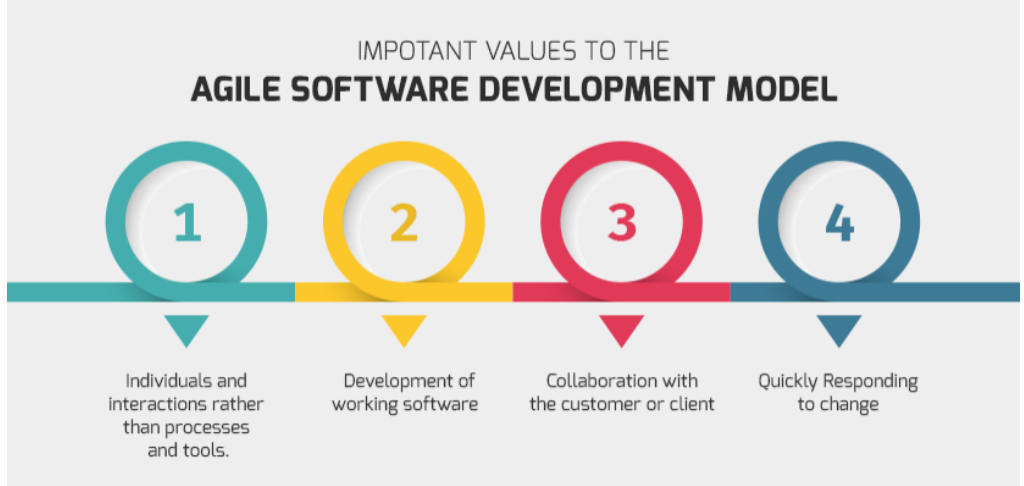 IMPOTANT VALUES TO THE
AGILE SOFTWARE DEVELOPMENT MODEL
1
2
3
4
Individuals and
interactions rather
than processes
and tools.
Development of
working software
Collaboration with
the customer or client
Quickly Responding
to change